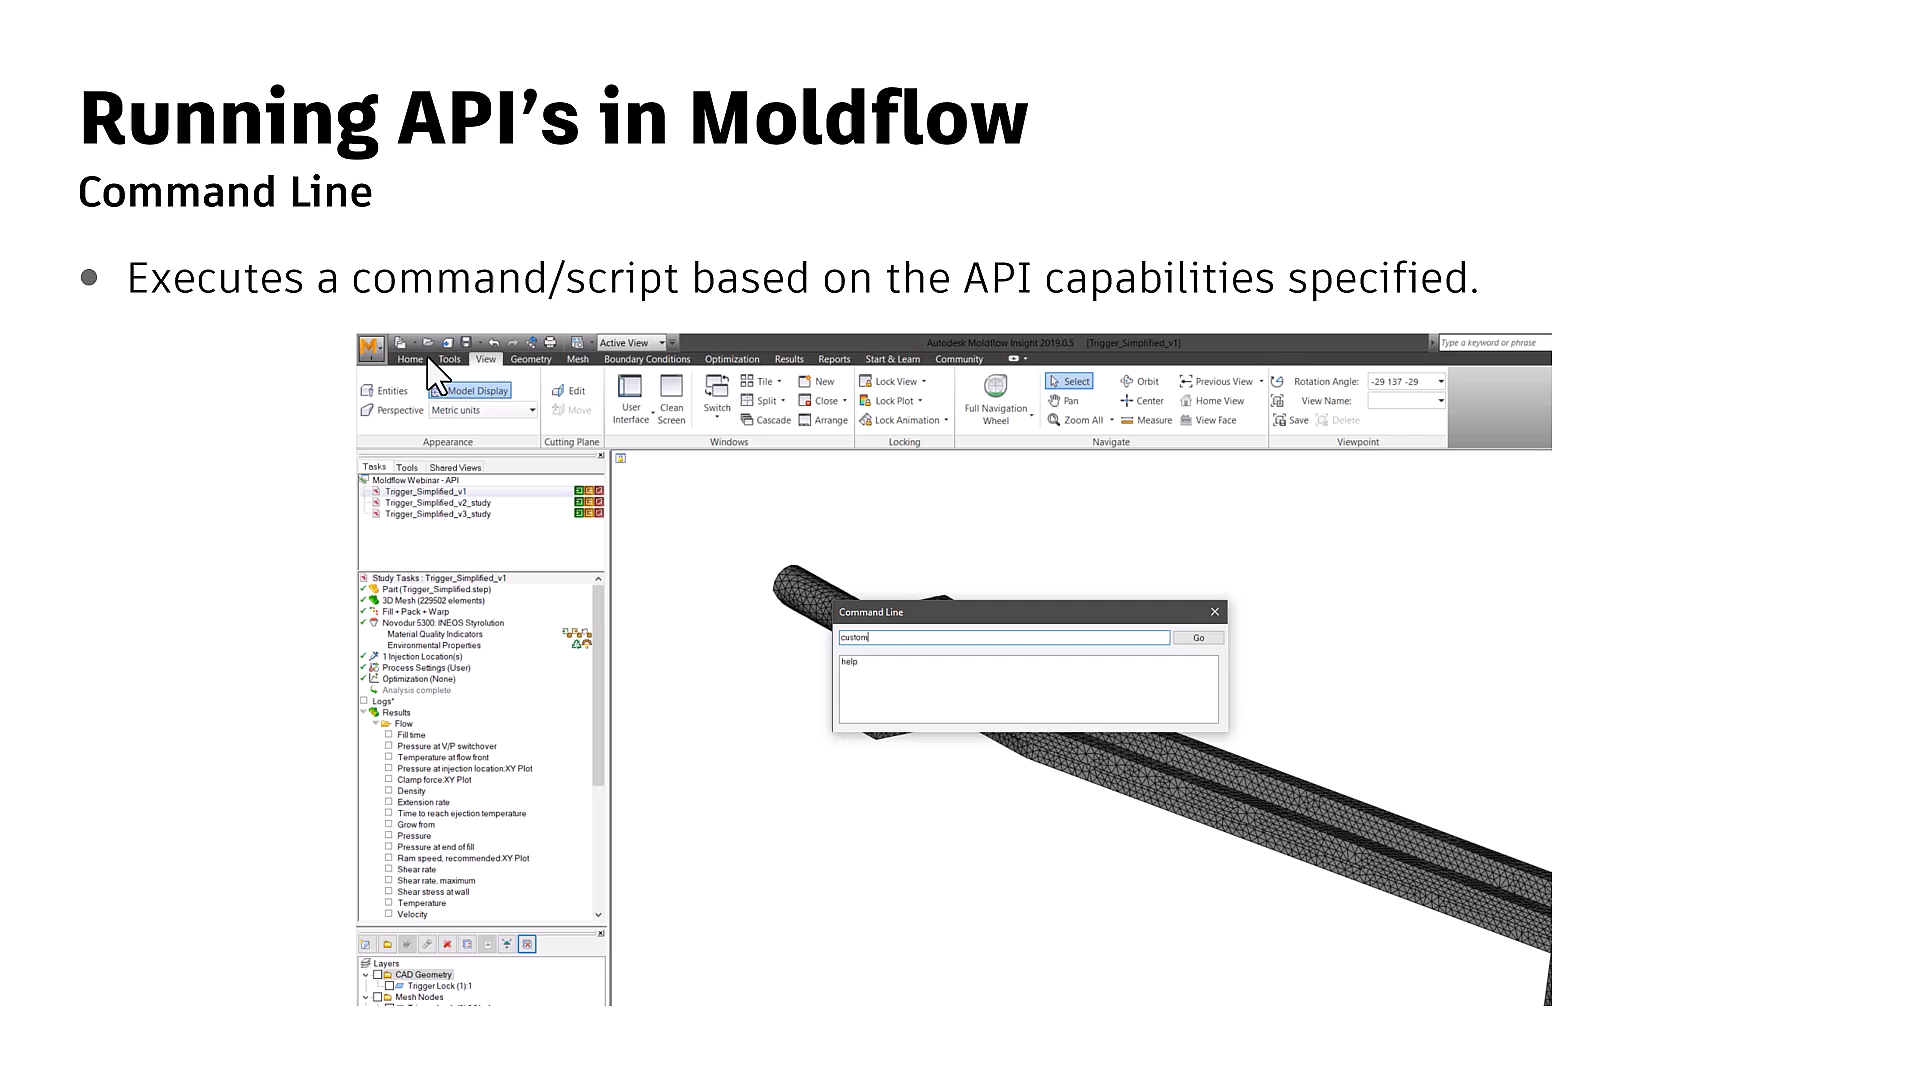 Running API’s in Moldflow
Command Line
• Executes a command/script based on the API capabilities specified.
Active View
Autodesk Moldflow Insight 2019.0.5 [Trigger_Simplified_v1]
Type a keyword or phrase
Home Tools View Geometry Mesh Boundary Conditions Optimization Results Reports Start & Learn Community
Entities Model Display
Perspective Metric units
Appearance
Edit
Move
Cutting Plane
User Interface
Clean Screen
Switch
Tile New
Split Close
Cascade Arrange
Windows
Lock View
Lock Plot
Lock Animation
Locking
Full Navigation Wheel
Select Orbit Previous View
Pan Center Home View
Zoom All Measure View Face
Navigate
Rotation Angle: -29 137 -29
View Name:
Save Delete
Viewpoint
Tasks Tools Shared Views
Moldflow Webinar - API
Trigger_Simplified_v1
Trigger_Simplified_v2_study
Trigger_Simplified_v3_study
Study Tasks : Trigger_Simplified_v1
Part (Trigger_Simplified.step)
3D Mesh (229502 elements)
Fill + Pack + Warp
Novodur 5300: INEOS Styrolution
Material Quality Indicators
Environmental Properties
1 Injection Location(s)
Process Settings (User)
Optimization (None)
Analysis complete
Logs*
Results
Flow
Fill time
Pressure at V/P switchover
Temperature at flow front
Pressure at injection location:XY Plot
Clamp force:XY Plot
Density
Extension rate
Time to reach ejection temperature
Grow from
Pressure
Pressure at end of fill
Ram speed, recommended:XY Plot
Shear rate
Shear rate, maximum
Shear stress at wall
Temperature
Velocity
Layers
CAD Geometry
Trigger Lock (1):1
Mesh Nodes
Command Line
custom
Go
help